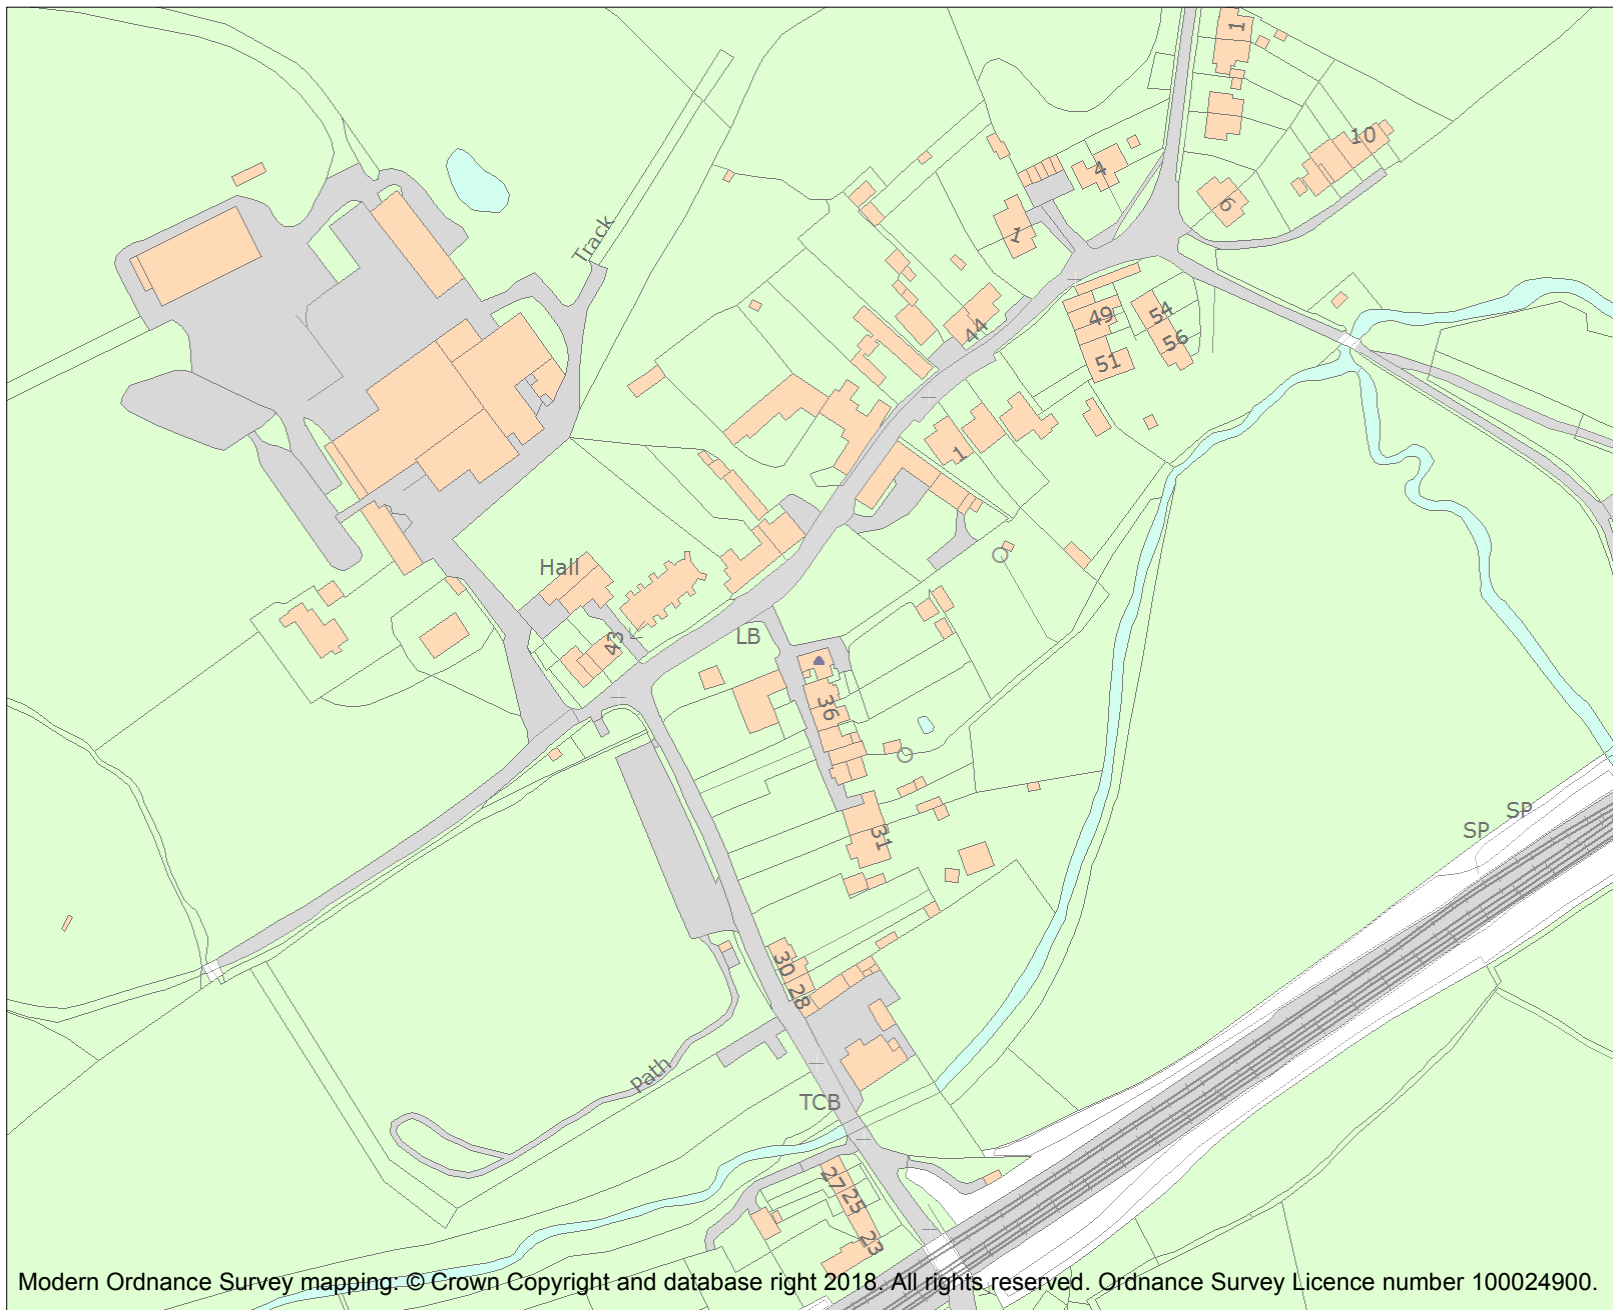 1
10
4
6
1
Track
49
54
44
56
51
1
Hall
43
LB
36
SP
SP
31
30
28
Path
TCB
27
25
23
Modern Ordnance Survey mapping: © Crown Copyright and database right 2018. All rights reserved. Ordnance Survey Licence number 100024900.